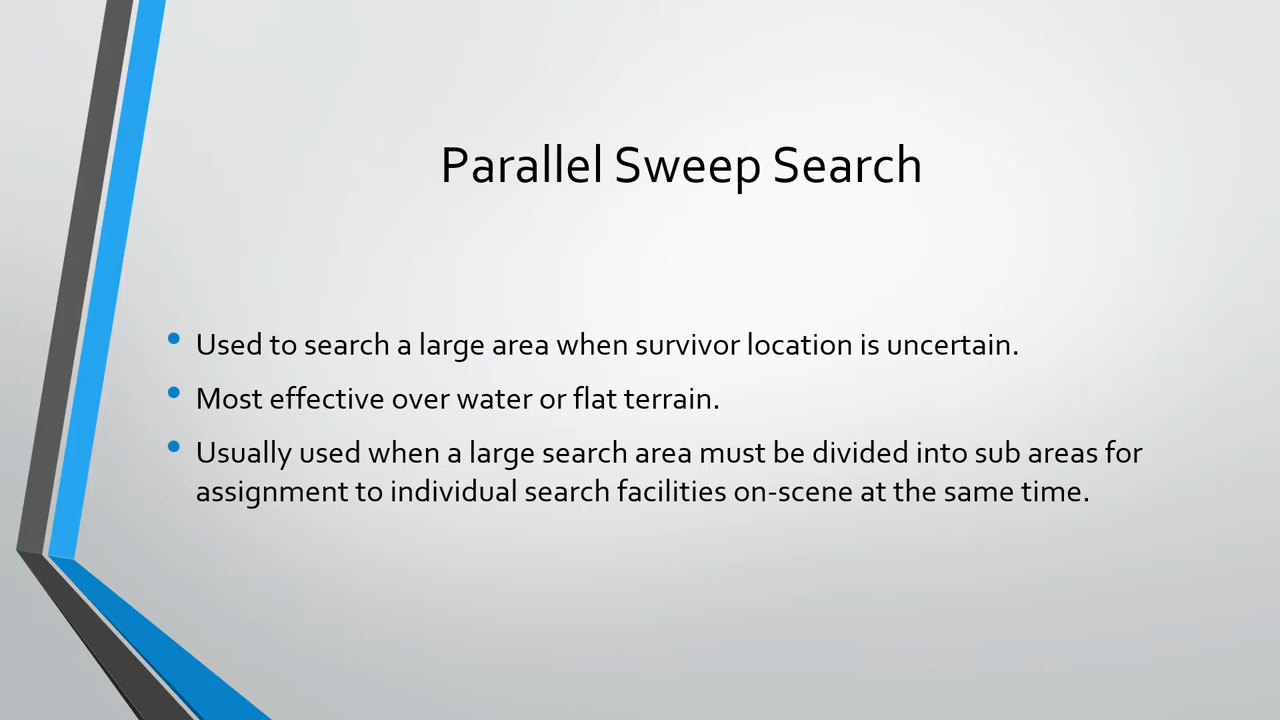 Parallel Sweep Search
• Used to search a large area when survivor location is uncertain.
• Most effective over water or flat terrain.
• Usually used when a large search area must be divided into sub areas for
assignment to individual search facilities on-scene at the same time.